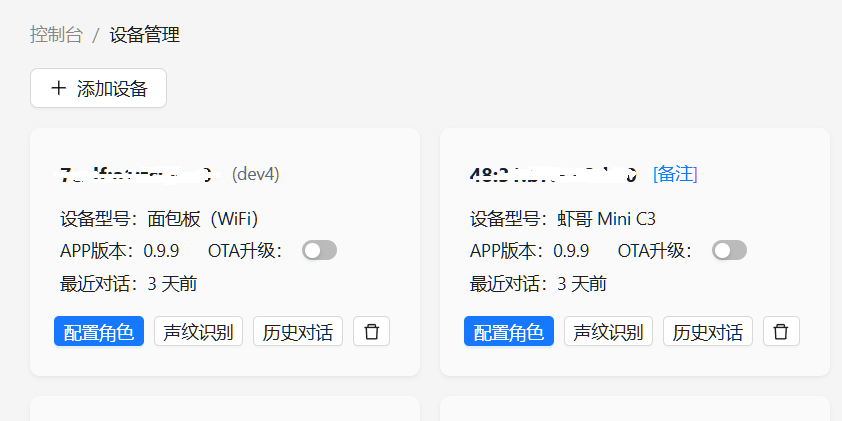 控制台 / 设备管理
+ 添加设备
(dev4)
设备型号：面包板（WiFi）
APP版本：0.9.9 OTA升级：
最近对话：3 天前
配置角色 声纹识别 历史对话
[备注]
设备型号：虾哥 Mini C3
APP版本：0.9.9 OTA升级：
最近对话：3 天前
配置角色 声纹识别 历史对话